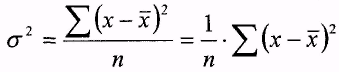 σ² = ∑(x − x̄)² / n = 1/n · ∑(x − x̄)²